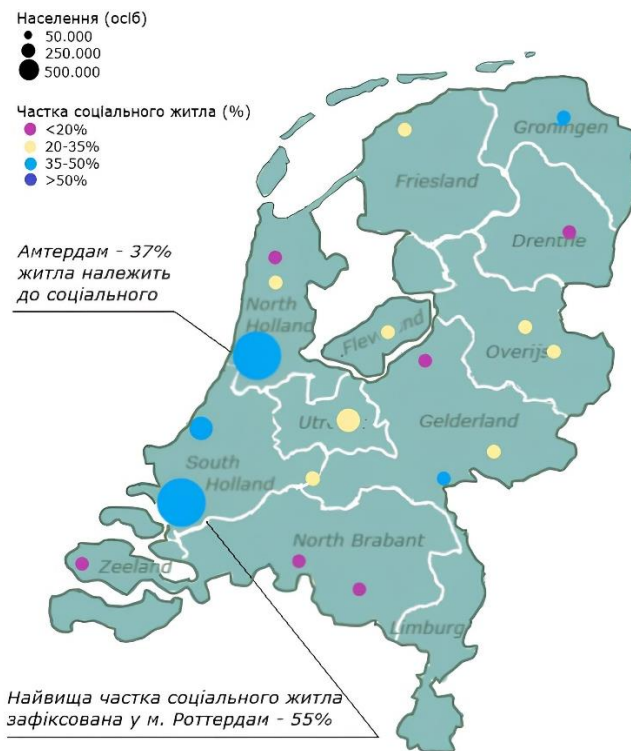 Населення (осіб)
50.000
250.000
500.000
Частка соціального житла (%)
<20%
20-35%
35-50%
>50%
Groningen
Friesland
Drenthe
Амтердам - 37%
житла належить
до соціального
North
Holland
Overijs
Gelderland
South
Holland
North Brabant
Zeeland
Limburg
Найвища частка соціального житла
зафіксована у м. Роттердам - 55%